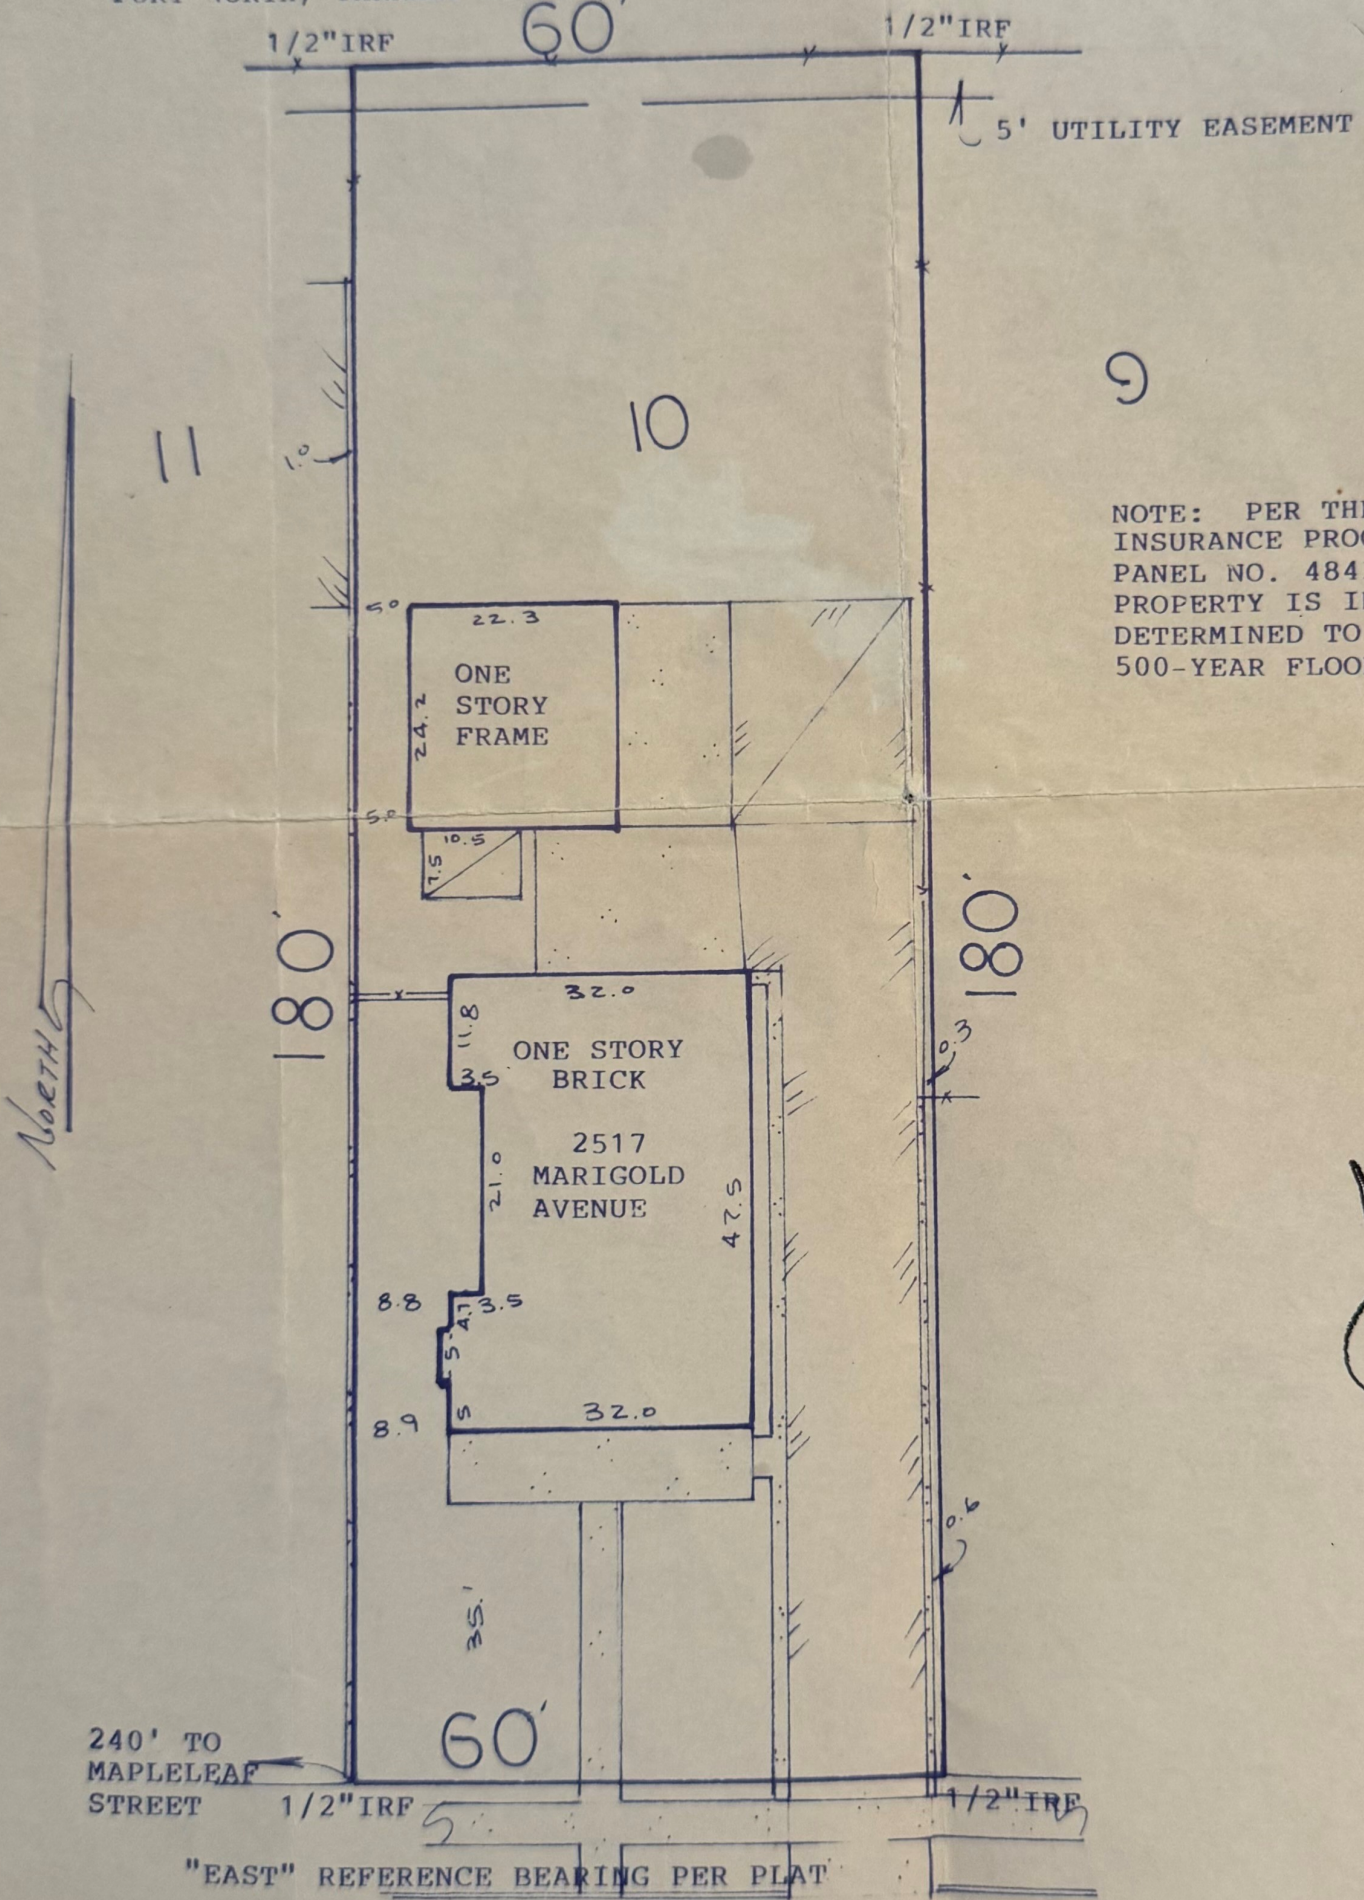 60'
1/2"IRF
1/2"IRF
5' UTILITY EASEMENT
11
10
9
1.0
NOTE: PER TH
INSURANCE PRO
PANEL NO. 484
PROPERTY IS I
DETERMINED TO
500-YEAR FLOO
5.0
22.3
ONE
STORY
FRAME
24.2
5.0
10.5
7.5
180'
180'
NORTH
32.0
11.8
3.5
ONE STORY
BRICK
0.3
2517
MARIGOLD
AVENUE
21.0
47.5
8.8
3.5
4.7
5
8.9
5
32.0
0.6
35.'
60'
240' TO
MAPLELEAF
STREET
1/2"IRF
1/2"IRF
"EAST" REFERENCE BEARING PER PLAT